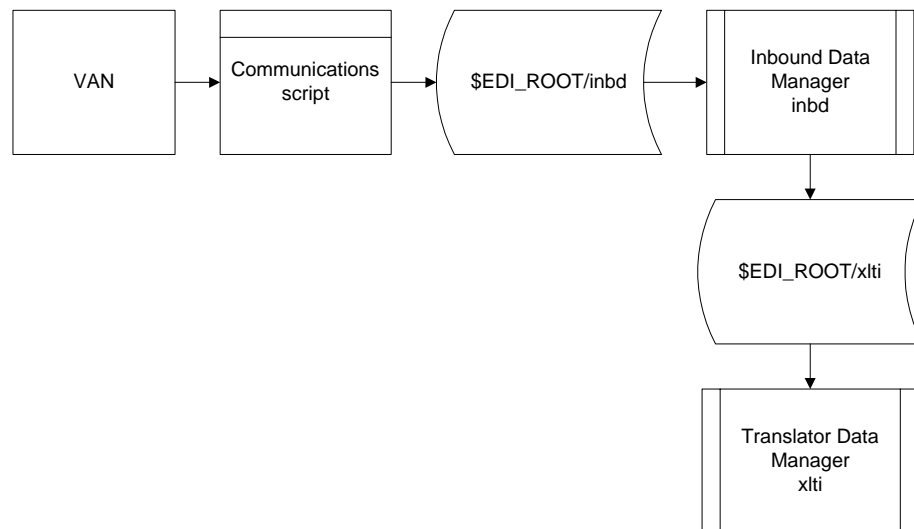 VAN
Communications
script
$EDI_ROOT/inbd
Inbound Data
Manager
inbd
$EDI_ROOT/xlti
Translator Data
Manager
xlti